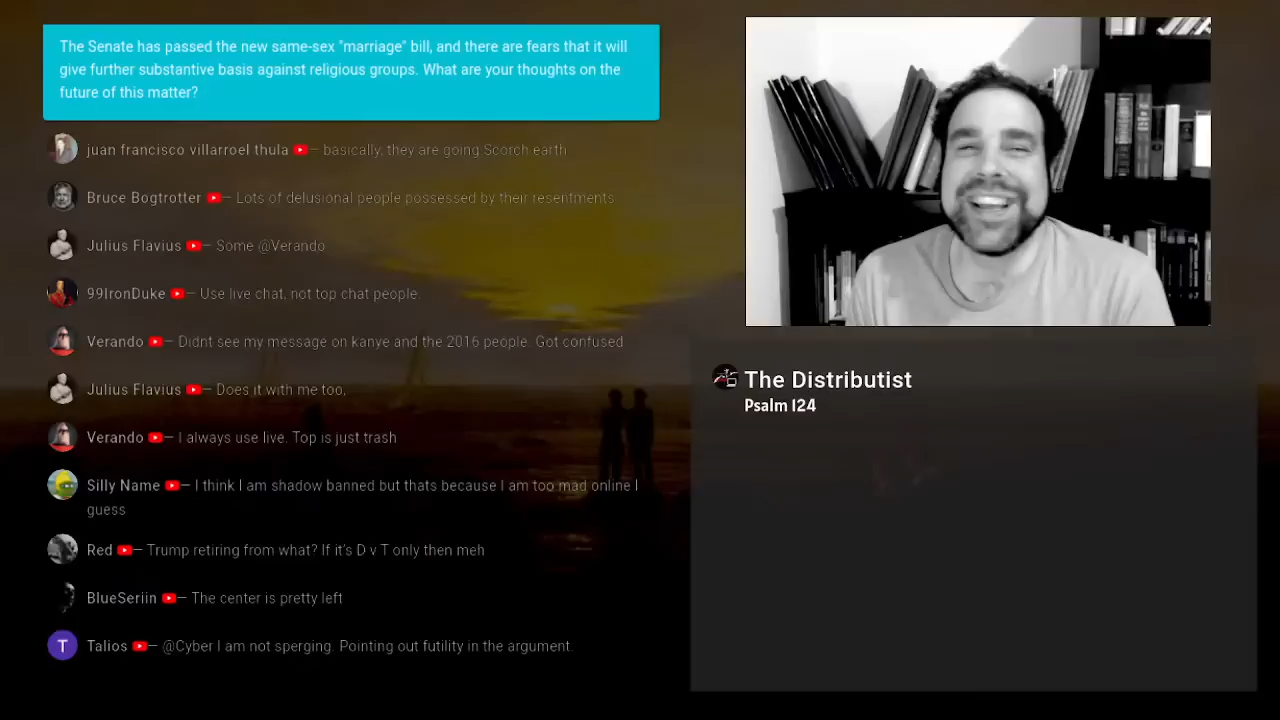 The Senate has passed the new same-sex "marriage" bill, and there are fears that it will
give further substantive basis against religious groups. What are your thoughts on the
future of this matter?
juan francisco villarroel thula — basically, they are going Scorch earth
Bruce Bogtrotter — Lots of delusional people possessed by their resentments
Julius Flavius — Some @Verando
99IronDuke — Use live chat, not top chat people.
Verando — Didnt see my message on kanye and the 2016 people. Got confused
Julius Flavius — Does it with me too,
Verando — I always use live. Top is just trash
Silly Name — I think I am shadow banned but thats because I am too mad online I
guess
Red — Trump retiring from what? If it's D v T only then meh
BlueSeriin — The center is pretty left
T
Talios — @Cyber I am not sperging. Pointing out futility in the argument.
The Distributist
Psalm 124